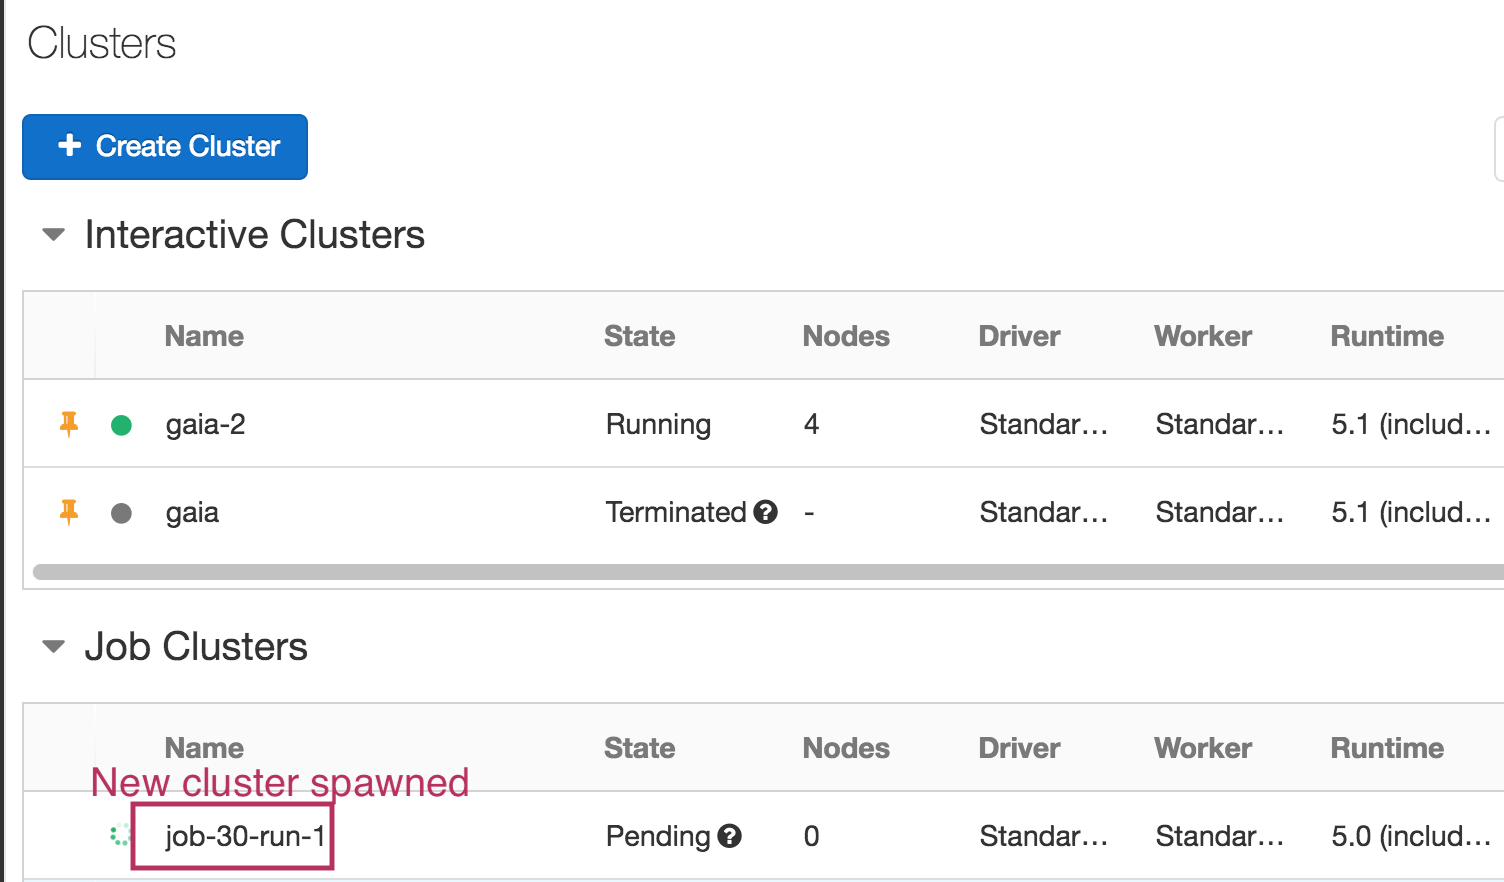 Clusters
+ Create Cluster
Interactive Clusters
Name State Nodes Driver Worker Runtime
gaia-2 Running 4 Standar... Standar... 5.1 (includ...
gaia Terminated ? - Standar... Standar... 5.1 (includ...
Job Clusters
Name State Nodes Driver Worker Runtime
New cluster spawned
job-30-run-1 Pending ? 0 Standar... Standar... 5.0 (includ...